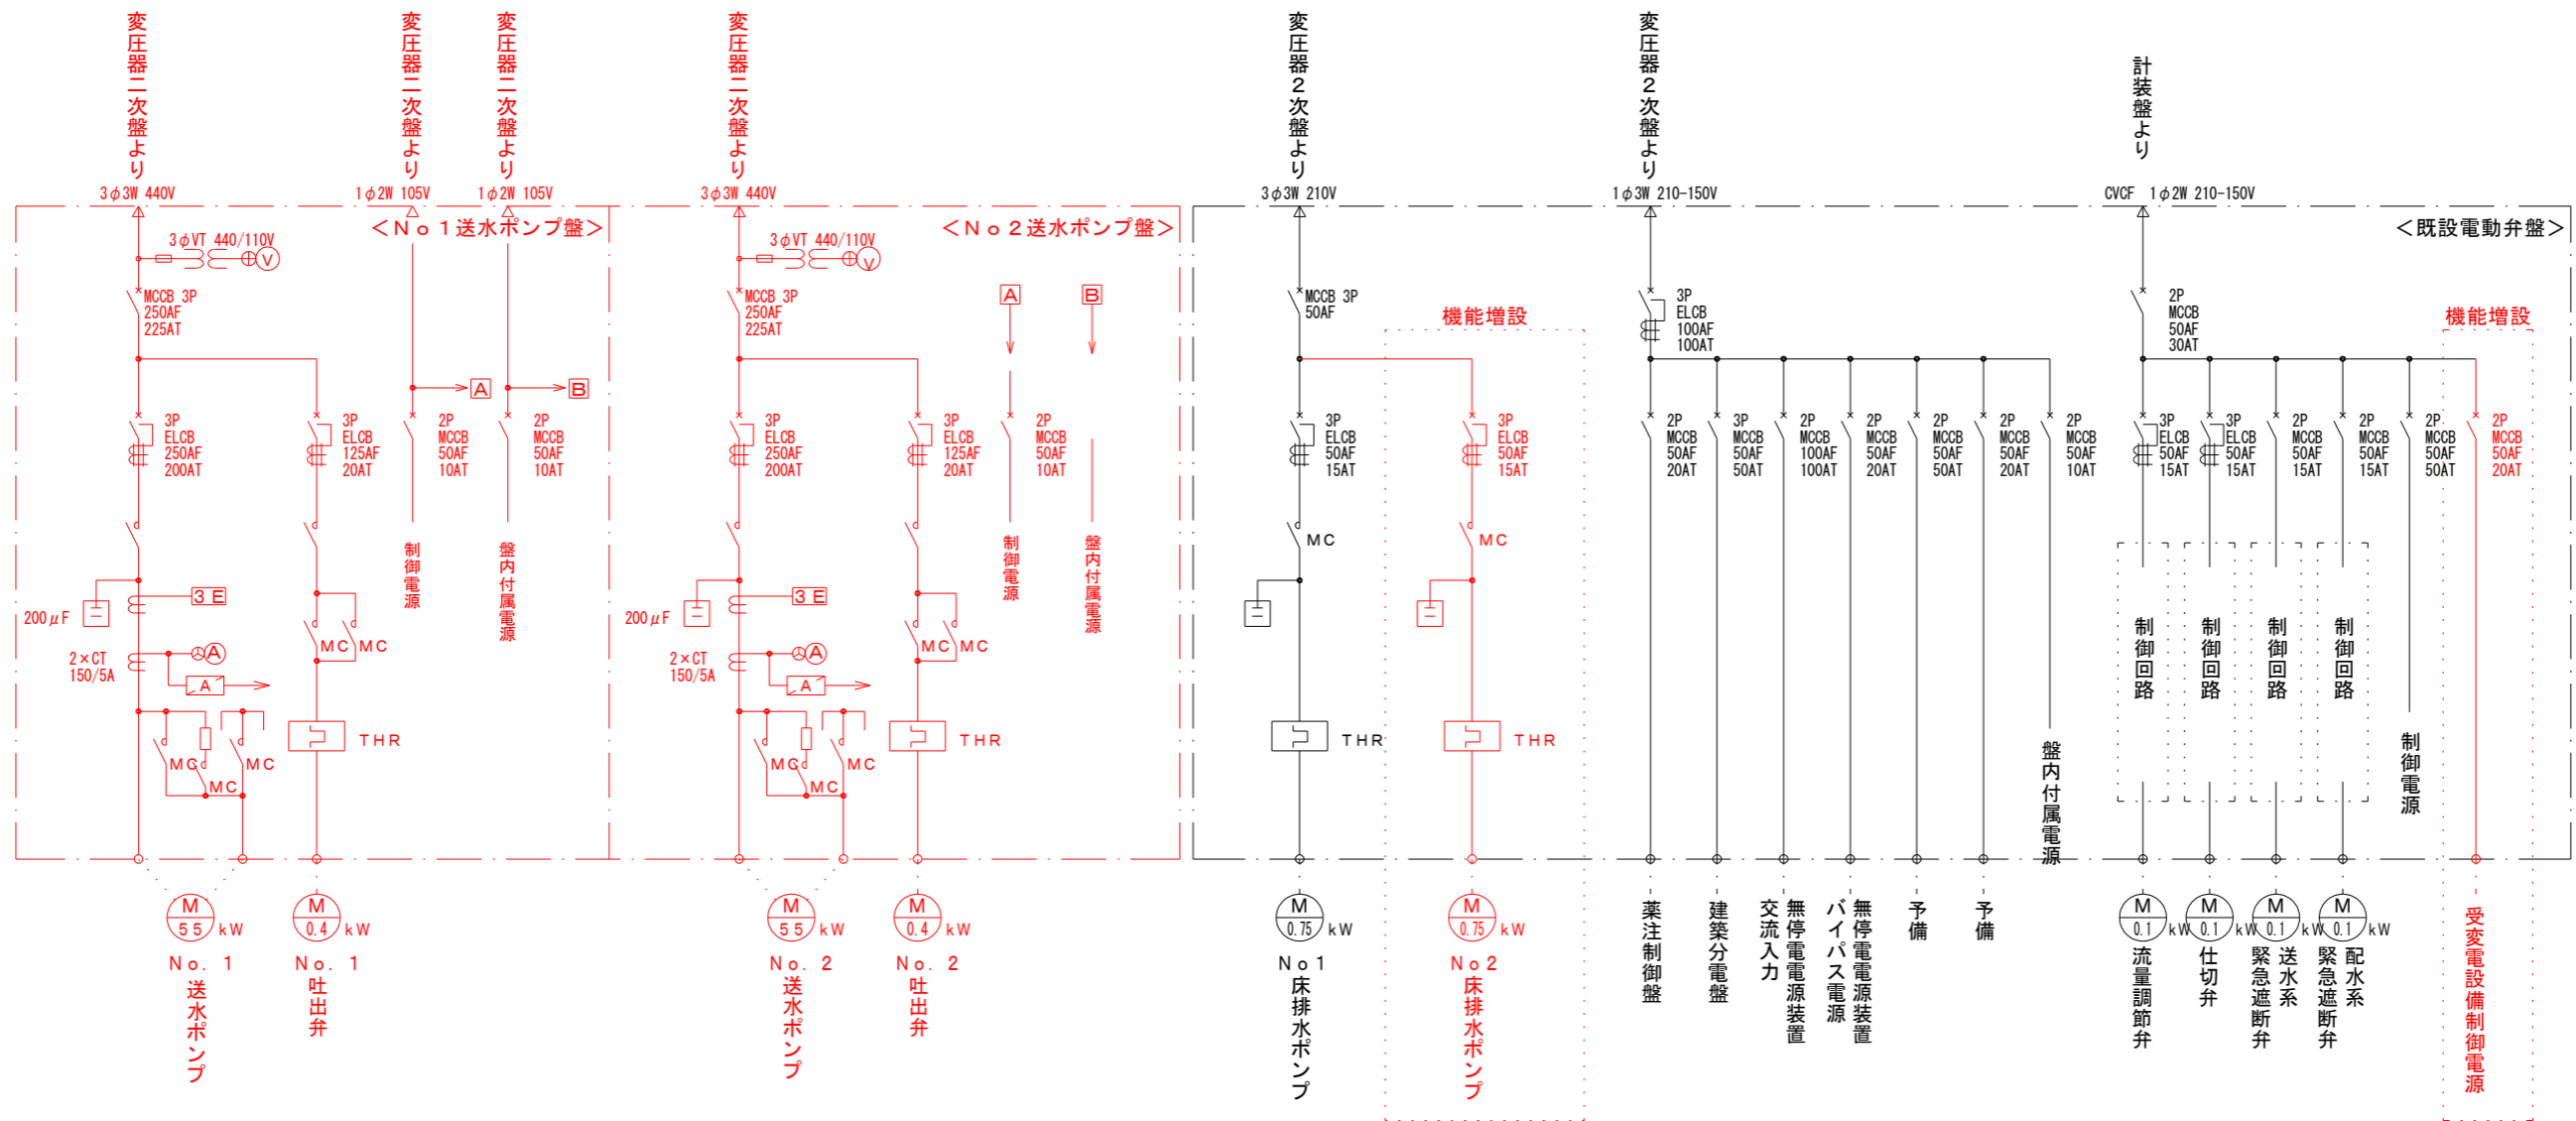 変圧器二次盤より
変圧器二次盤より
変圧器二次盤より
変圧器二次盤より
変圧器２次盤より
変圧器２次盤より
計装盤より
3φ3W 440V
1φ2W 105V
1φ2W 105V
3φ3W 440V
3φ3W 210V
1φ3W 210-150V
CVCF 1φ2W 210-150V
＜Ｎｏ１送水ポンプ盤＞
＜Ｎｏ２送水ポンプ盤＞
＜既設電動弁盤＞
3φVT 440/110V
V
MCCB 3P
250AF
225AT
3P
ELCB
250AF
200AT
3P
ELCB
125AF
20AT
A
B
2P
MCCB
50AF
10AT
2P
MCCB
50AF
10AT
制御電源
盤内付属電源
3E
200μF
2×CT
150/5A
A
A
MC
MC
MC
MC
MC
THR
M
55
kW
No. 1
送水ポンプ
M
0.4
kW
No. 1
吐出弁
3φVT 440/110V
V
MCCB 3P
250AF
225AT
A
B
3P
ELCB
250AF
200AT
3P
ELCB
125AF
20AT
2P
MCCB
50AF
10AT
制御電源
盤内付属電源
3E
200μF
2×CT
150/5A
A
A
MC
MC
MC
MC
MC
THR
M
55
kW
No. 2
送水ポンプ
M
0.4
kW
No. 2
吐出弁
MCCB 3P
50AF
機能増設
3P
ELCB
50AF
15AT
3P
ELCB
50AF
15AT
MC
MC
THR
THR
M
0.75
kW
No1
床排水ポンプ
M
0.75
kW
No2
床排水ポンプ
3P
ELCB
100AF
100AT
2P
MCCB
50AF
20AT
3P
MCCB
50AF
50AT
2P
MCCB
100AF
100AT
2P
MCCB
50AF
20AT
2P
MCCB
50AF
50AT
2P
MCCB
50AF
20AT
2P
MCCB
50AF
10AT
盤内付属電源
薬注制御盤
建築分電盤
無停電電源装置
交流入力
無停電電源装置
バイパス電源
予備
予備
2P
MCCB
50AF
30AT
機能増設
3P
ELCB
50AF
15AT
3P
ELCB
50AF
15AT
2P
MCCB
50AF
15AT
2P
MCCB
50AF
15AT
2P
MCCB
50AF
50AT
2P
MCCB
50AF
20AT
制御回路
制御回路
制御回路
制御回路
制御電源
M
0.1
kW
流量調節弁
M
0.1
kW
仕切弁
M
0.1
kW
送水系
緊急遮断弁
M
0.1
kW
配水系
緊急遮断弁
受変電設備制御電源